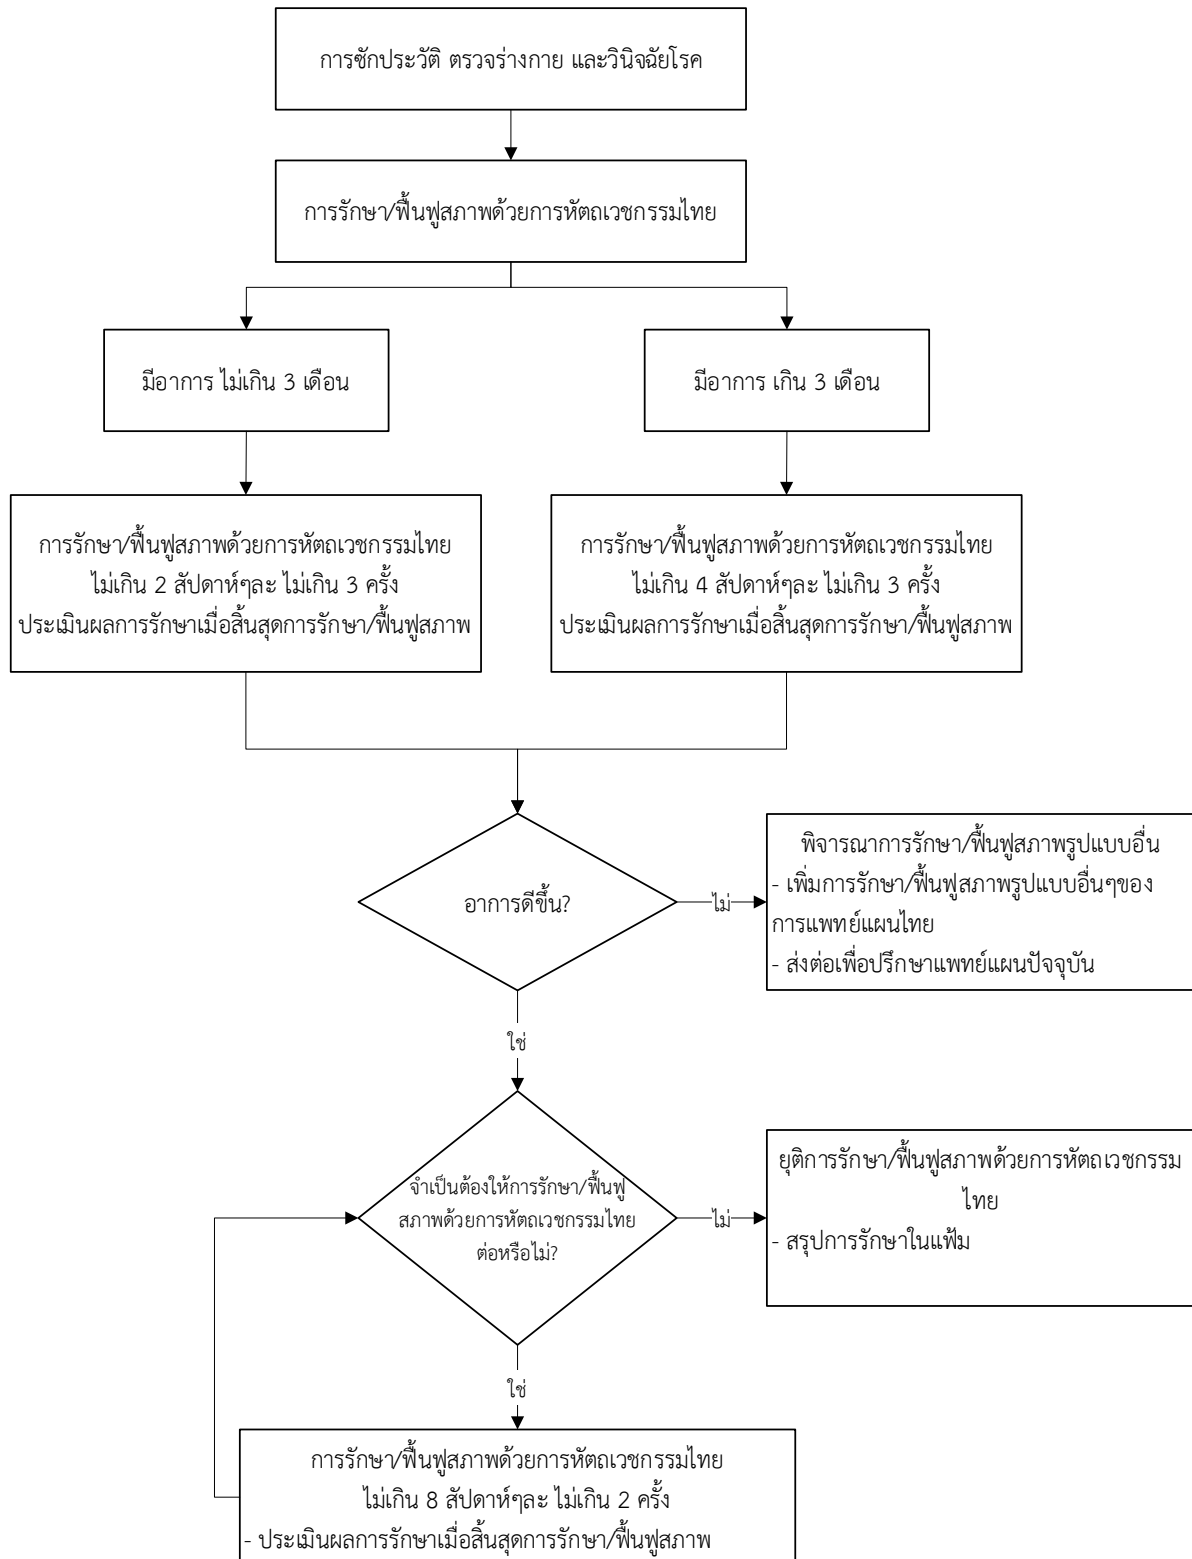 การซักประวัติ ตรวจร่างกาย และวินิจฉัยโรค
การรักษา/ฟื้นฟูสภาพด้วยการหัตถเวชกรรมไทย
มีอาการ ไม่เกิน 3 เดือน
มีอาการ เกิน 3 เดือน
การรักษา/ฟื้นฟูสภาพด้วยการหัตถเวชกรรมไทย
ไม่เกิน 2 สัปดาห์ๆละ ไม่เกิน 3 ครั้ง
ประเมินผลการรักษาเมื่อสิ้นสุดการรักษา/ฟื้นฟูสภาพ
การรักษา/ฟื้นฟูสภาพด้วยการหัตถเวชกรรมไทย
ไม่เกิน 4 สัปดาห์ๆละ ไม่เกิน 3 ครั้ง
ประเมินผลการรักษาเมื่อสิ้นสุดการรักษา/ฟื้นฟูสภาพ
อาการดีขึ้น?
ไม่
พิจารณาการรักษา/ฟื้นฟูสภาพรูปแบบอื่น
- เพิ่มการรักษา/ฟื้นฟูสภาพรูปแบบอื่นๆของ
การแพทย์แผนไทย
- ส่งต่อเพื่อปรึกษาแพทย์แผนปัจจุบัน
ใช่
จำเป็นต้องให้การรักษา/ฟื้นฟู
สภาพด้วยการหัตถเวชกรรมไทย
ต่อหรือไม่?
ไม่
ยุติการรักษา/ฟื้นฟูสภาพด้วยการหัตถเวชกรรม
ไทย
- สรุปการรักษาในแฟ้ม
ใช่
การรักษา/ฟื้นฟูสภาพด้วยการหัตถเวชกรรมไทย
ไม่เกิน 8 สัปดาห์ๆละ ไม่เกิน 2 ครั้ง
- ประเมินผลการรักษาเมื่อสิ้นสุดการรักษา/ฟื้นฟูสภาพ